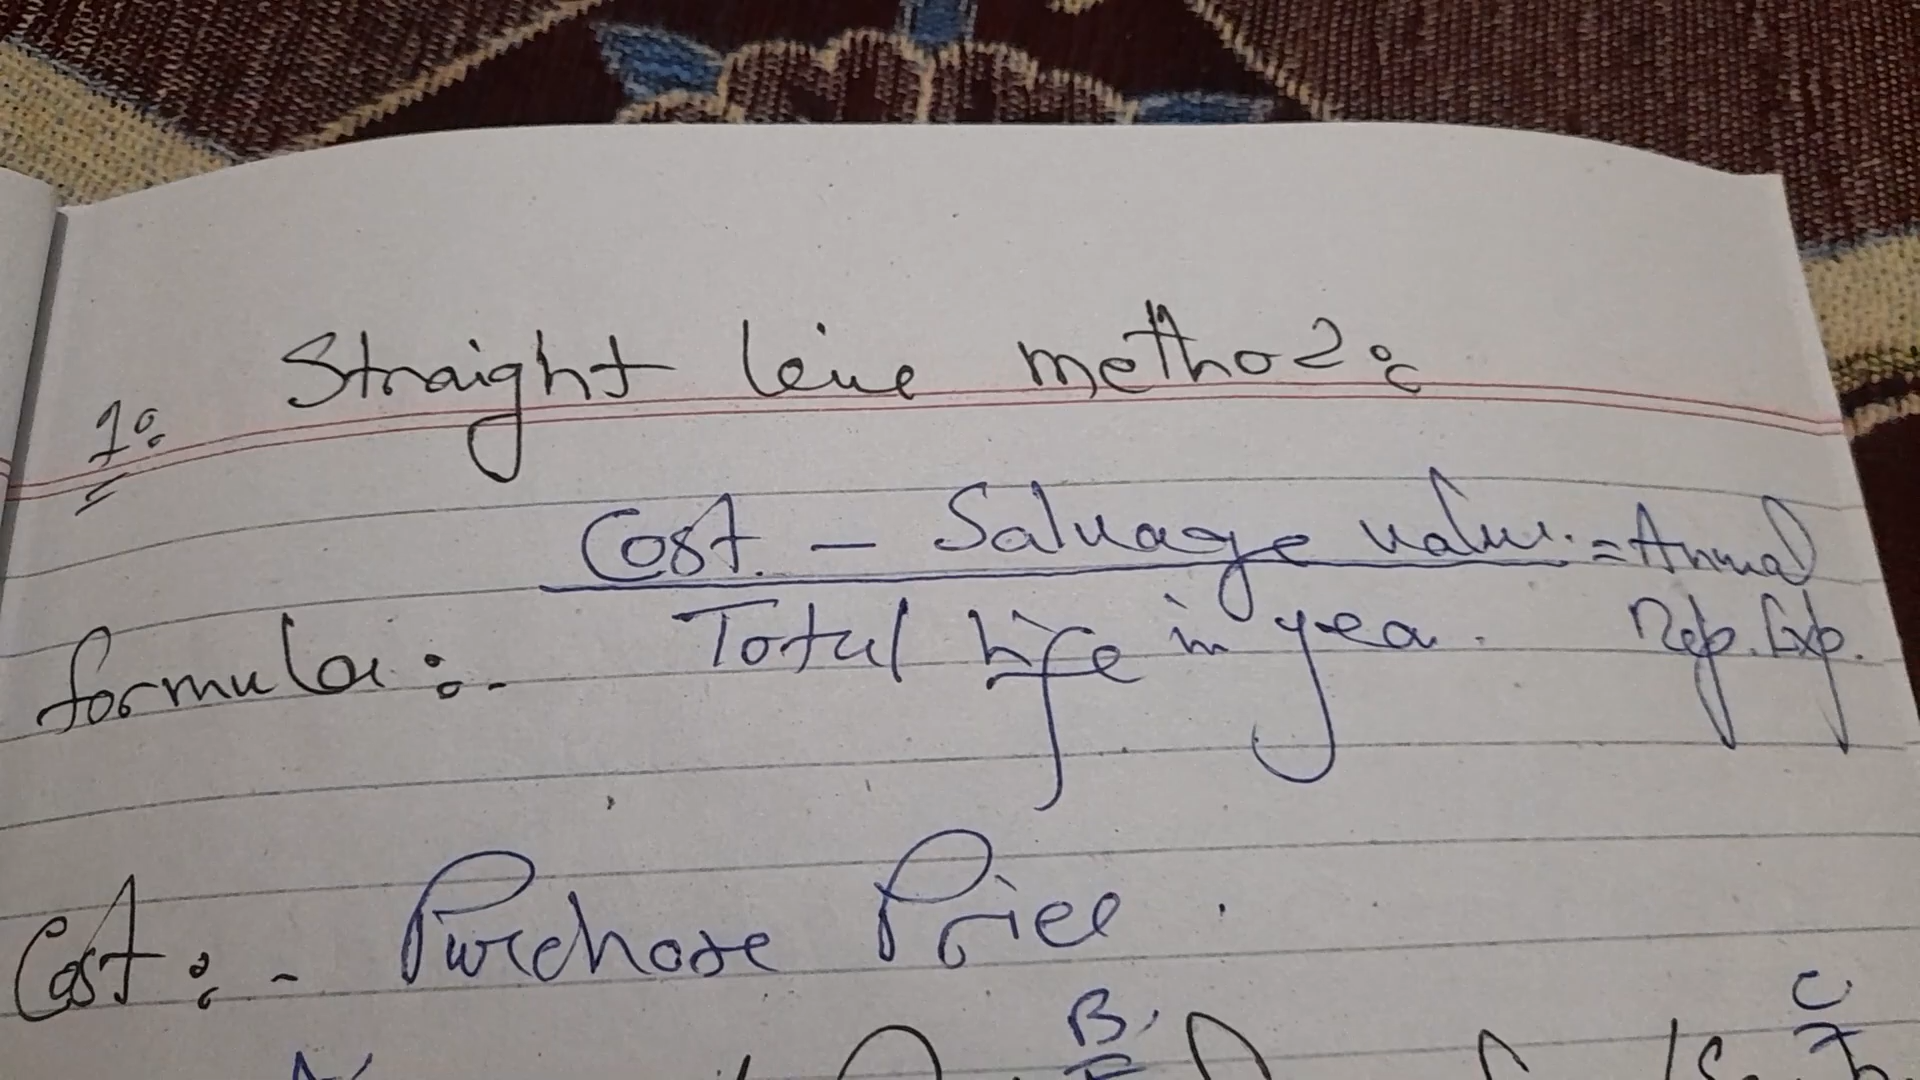 1: Straight line method:
Cost - Salvage value. = Annual
formula:- Total life in year. Dep. Exp.
Cost:- Purchase Price.
B, C